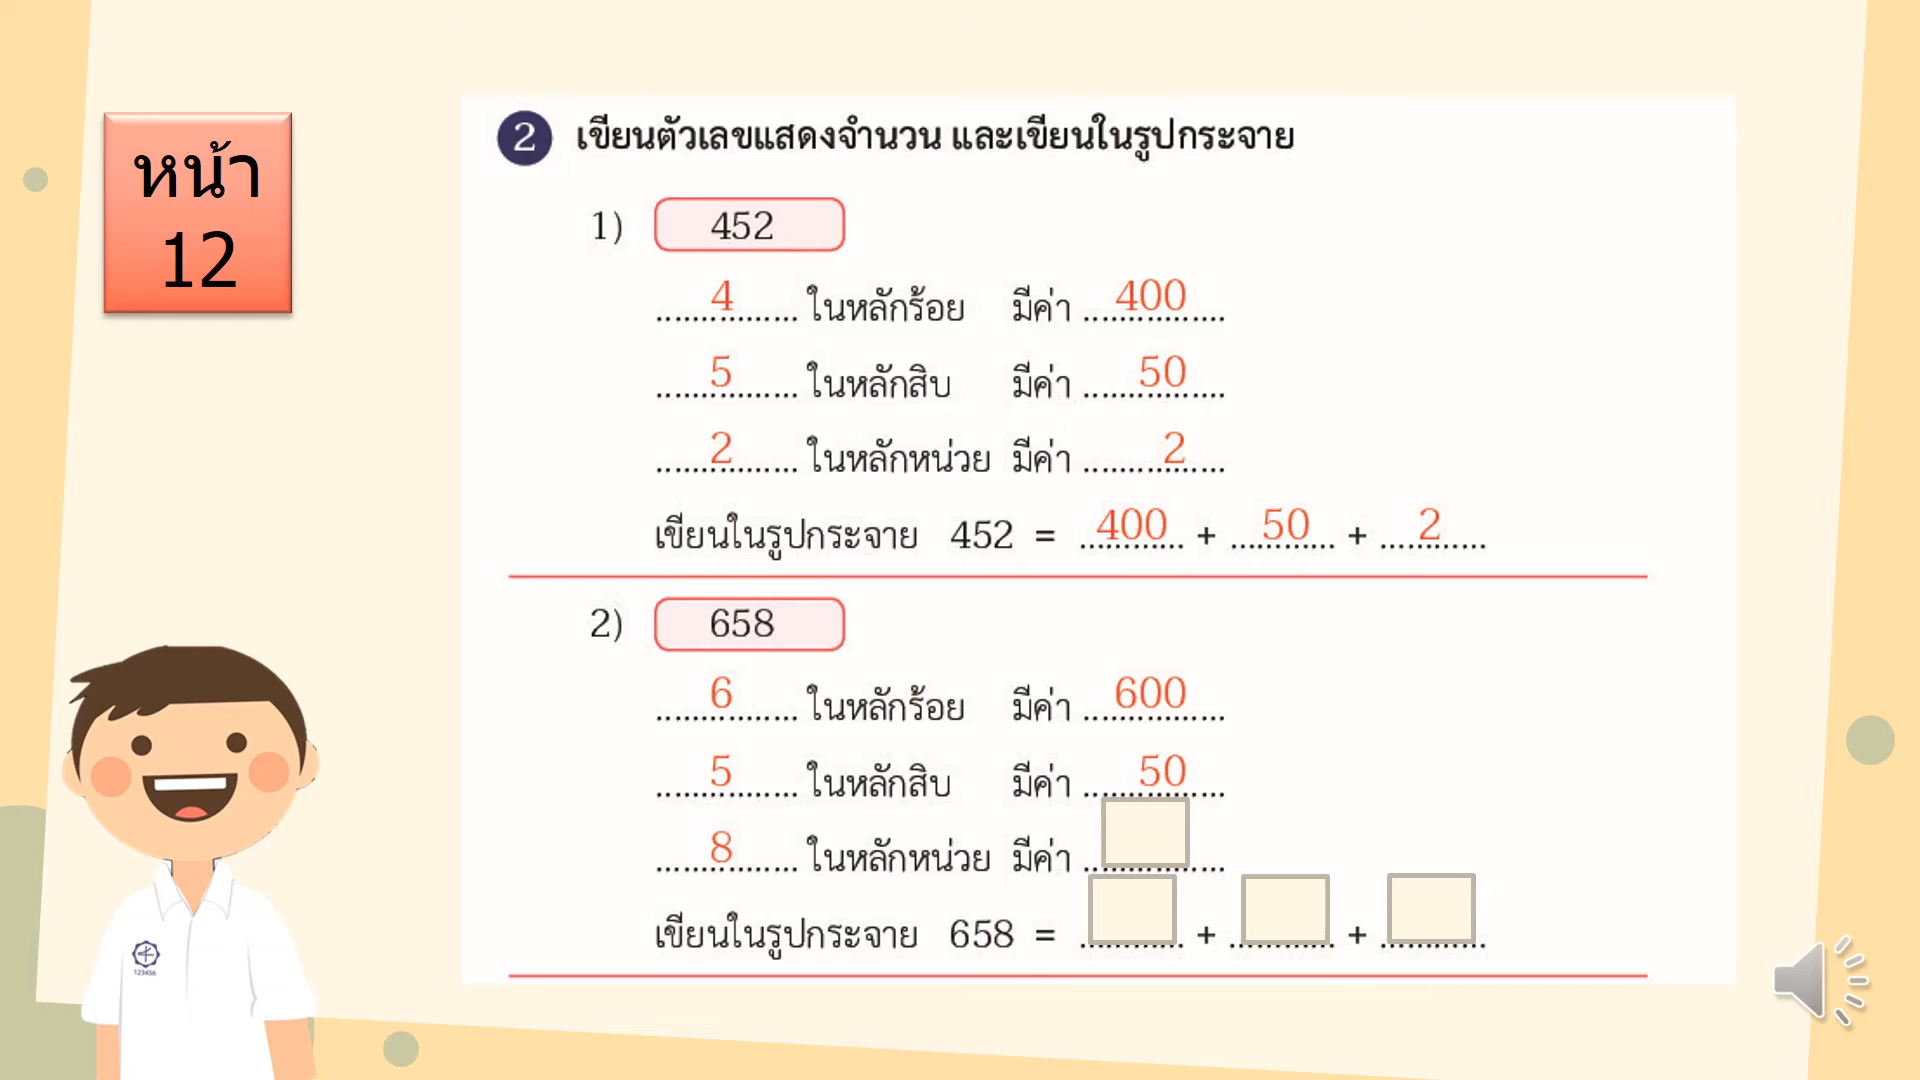 หน้า
12
2 เขียนตัวเลขแสดงจำนวน และเขียนในรูปกระจาย
1) 452
4 ในหลักร้อย มีค่า 400
5 ในหลักสิบ มีค่า 50
2 ในหลักหน่วย มีค่า 2
เขียนในรูปกระจาย 452 = 400 + 50 + 2
2) 658
6 ในหลักร้อย มีค่า 600
5 ในหลักสิบ มีค่า 50
8 ในหลักหน่วย มีค่า
เขียนในรูปกระจาย 658 = + +
123456